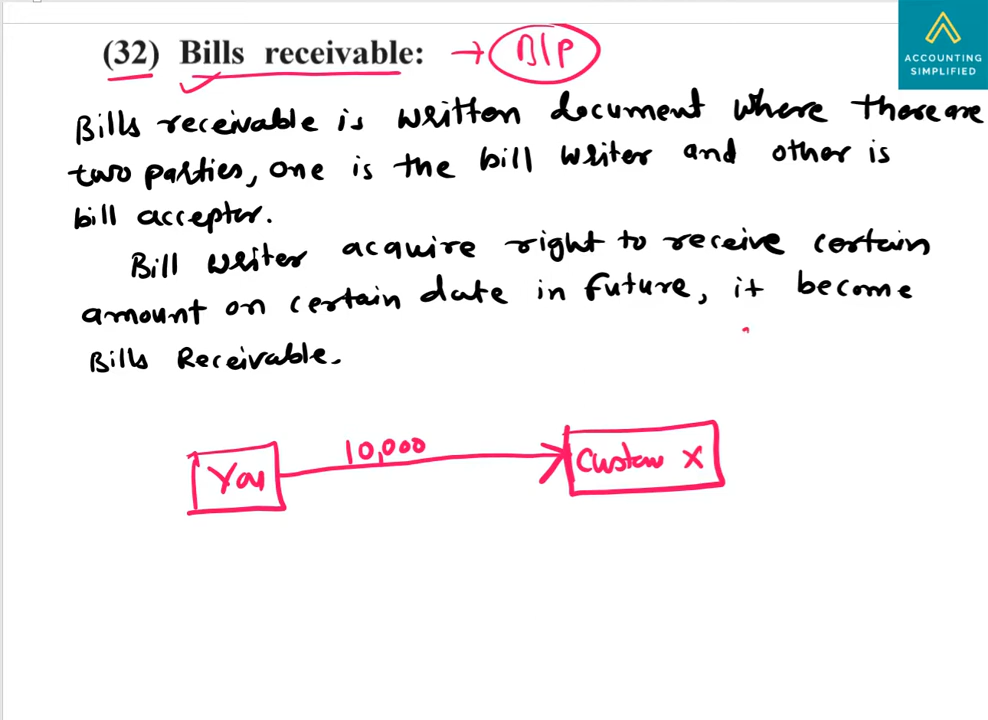 (32) Bills receivable: → B/P
ACCOUNTING
SIMPLIFIED
Bills receivable is written document where there are
two parties, one is the bill writer and other is
bill acceptor.
Bill writer acquire right to receive certain
amount on certain date in future, it become
Bills Receivable.
10,000
You
Custom X